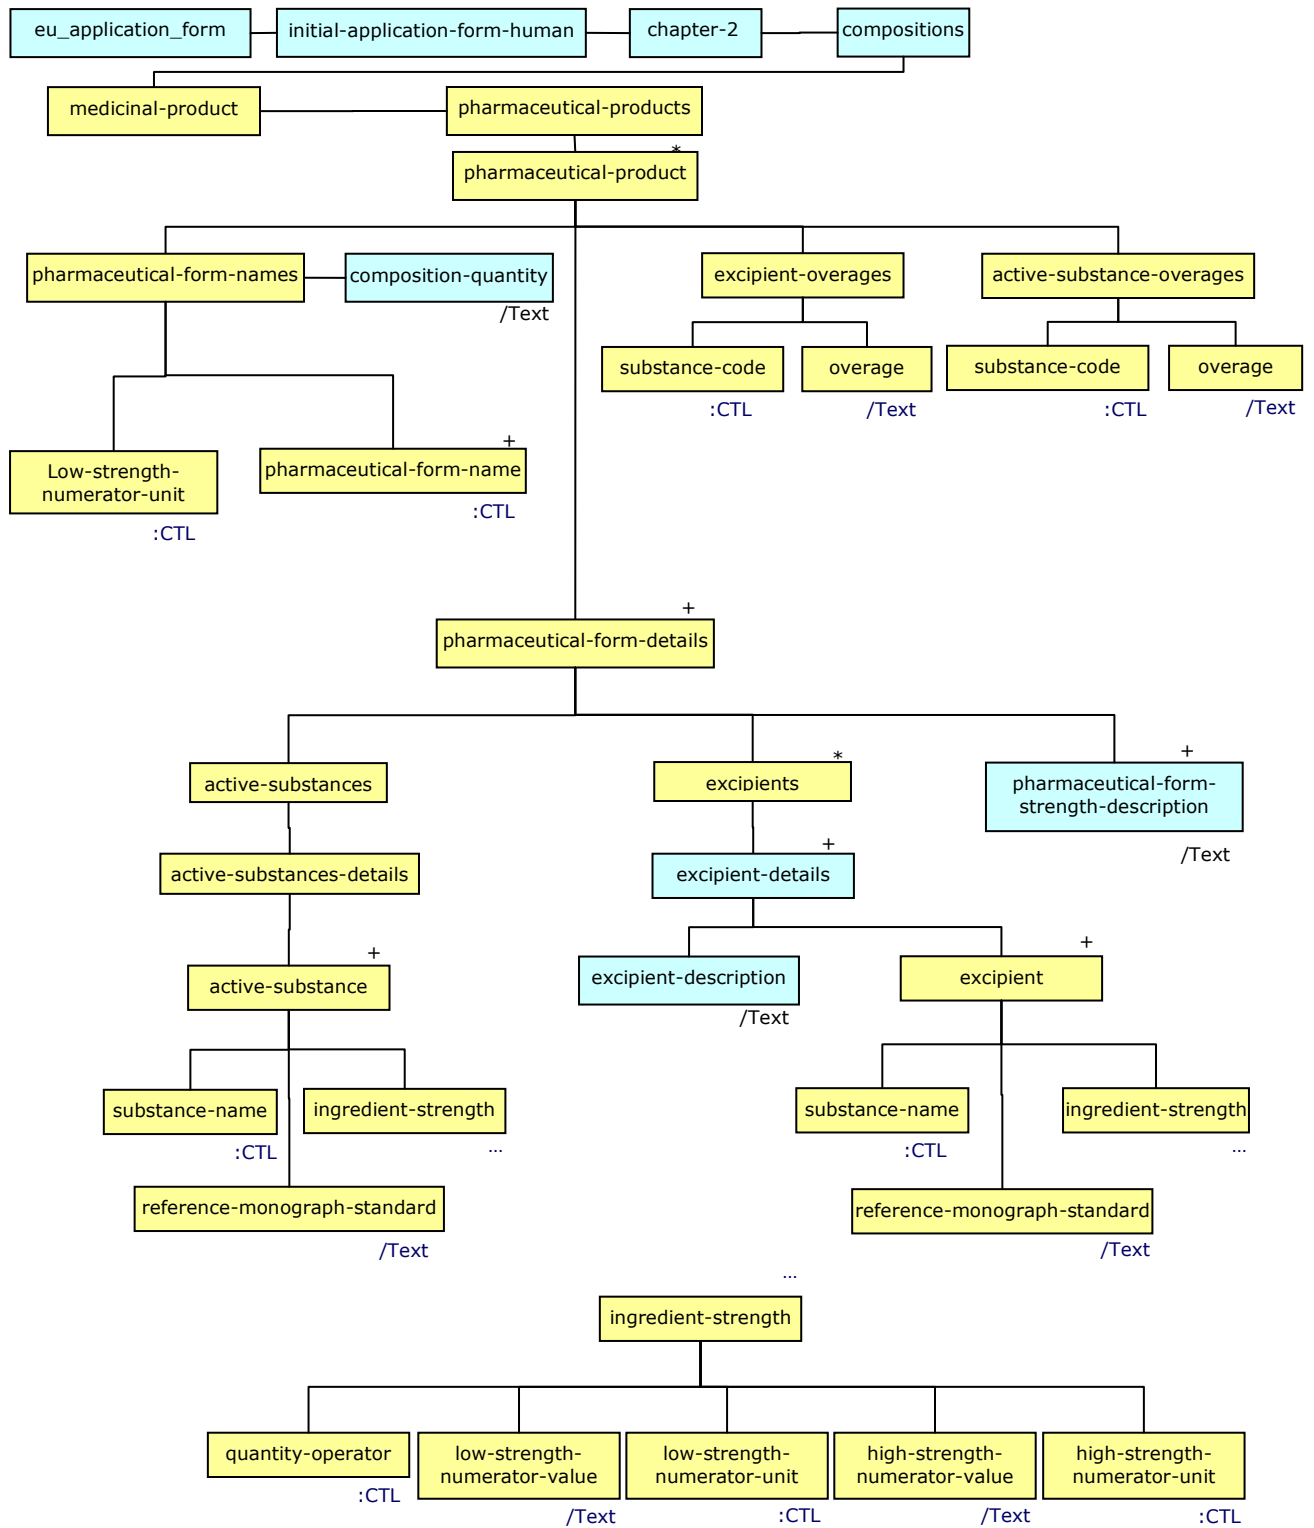 eu_application_form
initial-application-form-human
chapter-2
compositions
medicinal-product
pharmaceutical-products
*
pharmaceutical-product
pharmaceutical-form-names
composition-quantity
/Text
excipient-overages
active-substance-overages
substance-code
:CTL
overage
/Text
substance-code
:CTL
overage
/Text
Low-strength-
numerator-unit
:CTL
+
pharmaceutical-form-name
:CTL
+
pharmaceutical-form-details
active-substances
*
excipients
+
pharmaceutical-form-
strength-description
/Text
active-substances-details
+
excipient-details
+
active-substance
excipient-description
/Text
+
excipient
substance-name
:CTL
ingredient-strength
...
substance-name
:CTL
ingredient-strength
...
reference-monograph-standard
/Text
reference-monograph-standard
/Text
...
ingredient-strength
quantity-operator
:CTL
low-strength-
numerator-value
/Text
low-strength-
numerator-unit
:CTL
high-strength-
numerator-value
/Text
high-strength-
numerator-unit
:CTL